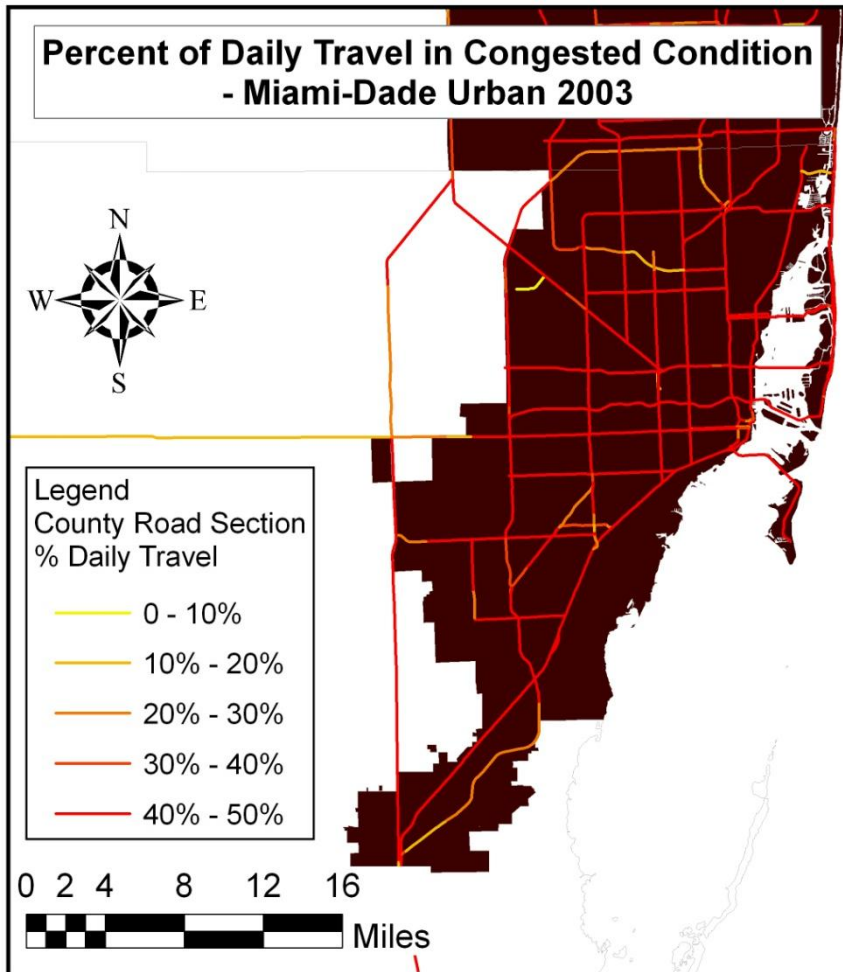 Percent of Daily Travel in Congested Condition
- Miami-Dade Urban 2003
N
W
E
S
Legend
County Road Section
% Daily Travel
0 - 10%
10% - 20%
20% - 30%
30% - 40%
40% - 50%
0 2 4 8 12 16
Miles